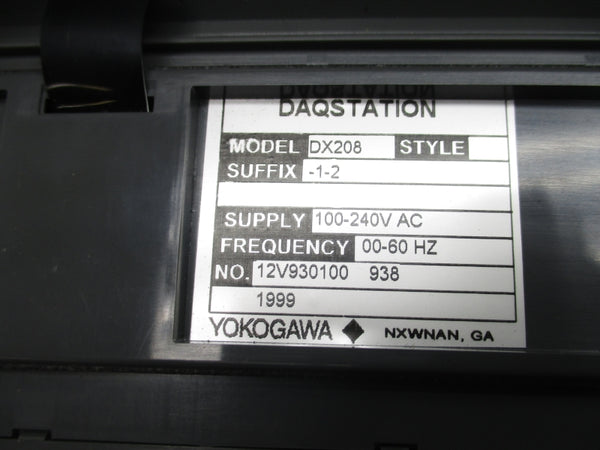 DAQSTATION
MODEL DX208 STYLE
SUFFIX -1-2
SUPPLY 100-240V AC
FREQUENCY 00-60 HZ
NO. 12V930100 938
1999
YOKOGAWA ◆ NXWNAN, GA